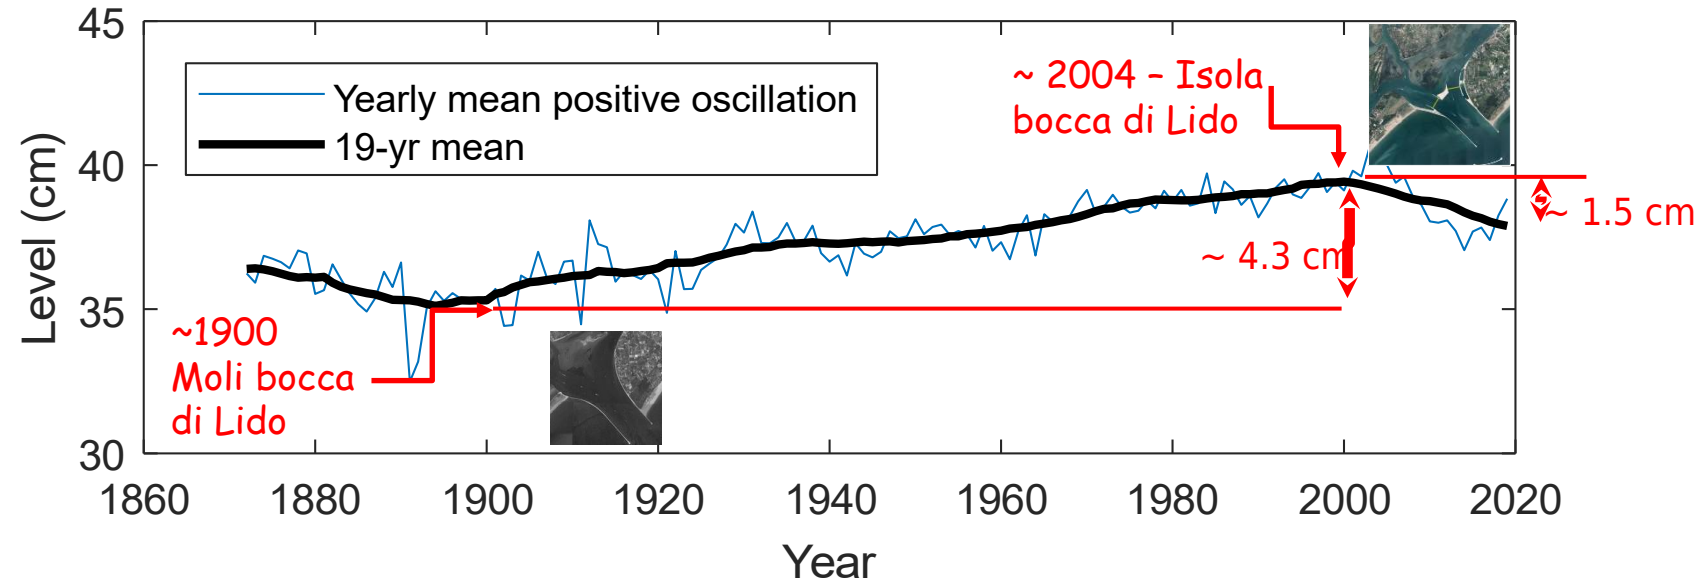 45
40
35
30
Level (cm)
Yearly mean positive oscillation
19-yr mean
~ 2004 – Isola
bocca di Lido
~ 1.5 cm
~ 4.3 cm
~1900
Moli bocca
di Lido
1860 1880 1900 1920 1940 1960 1980 2000 2020
Year